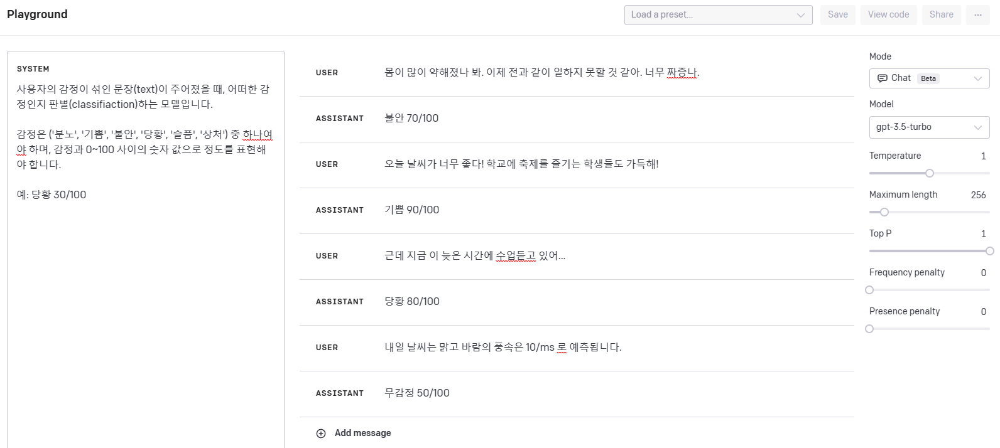 Playground
Load a preset...
Save
View code
Share
...
SYSTEM
사용자의 감정이 섞인 문장(text)이 주어졌을 때, 어떠한 감
정인지 판별(classifiaction)하는 모델입니다.
감정은 ('분노', '기쁨', '불안', '당황', '슬픔', '상처') 중 하나여
야 하며, 감정과 0~100 사이의 숫자 값으로 정도를 표현해
야 합니다.
예: 당황 30/100
USER
몸이 많이 약해졌나 봐. 이제 전과 같이 일하지 못할 것 같아. 너무 짜증나.
ASSISTANT
불안 70/100
USER
오늘 날씨가 너무 좋다! 학교에 축제를 즐기는 학생들도 가득해!
ASSISTANT
기쁨 90/100
USER
근데 지금 이 늦은 시간에 수업듣고 있어...
ASSISTANT
당황 80/100
USER
내일 날씨는 맑고 바람의 풍속은 10/ms 로 예측됩니다.
ASSISTANT
무감정 50/100
Add message
Mode
Chat Beta
Model
gpt-3.5-turbo
Temperature 1
Maximum length 256
Top P 1
Frequency penalty 0
Presence penalty 0